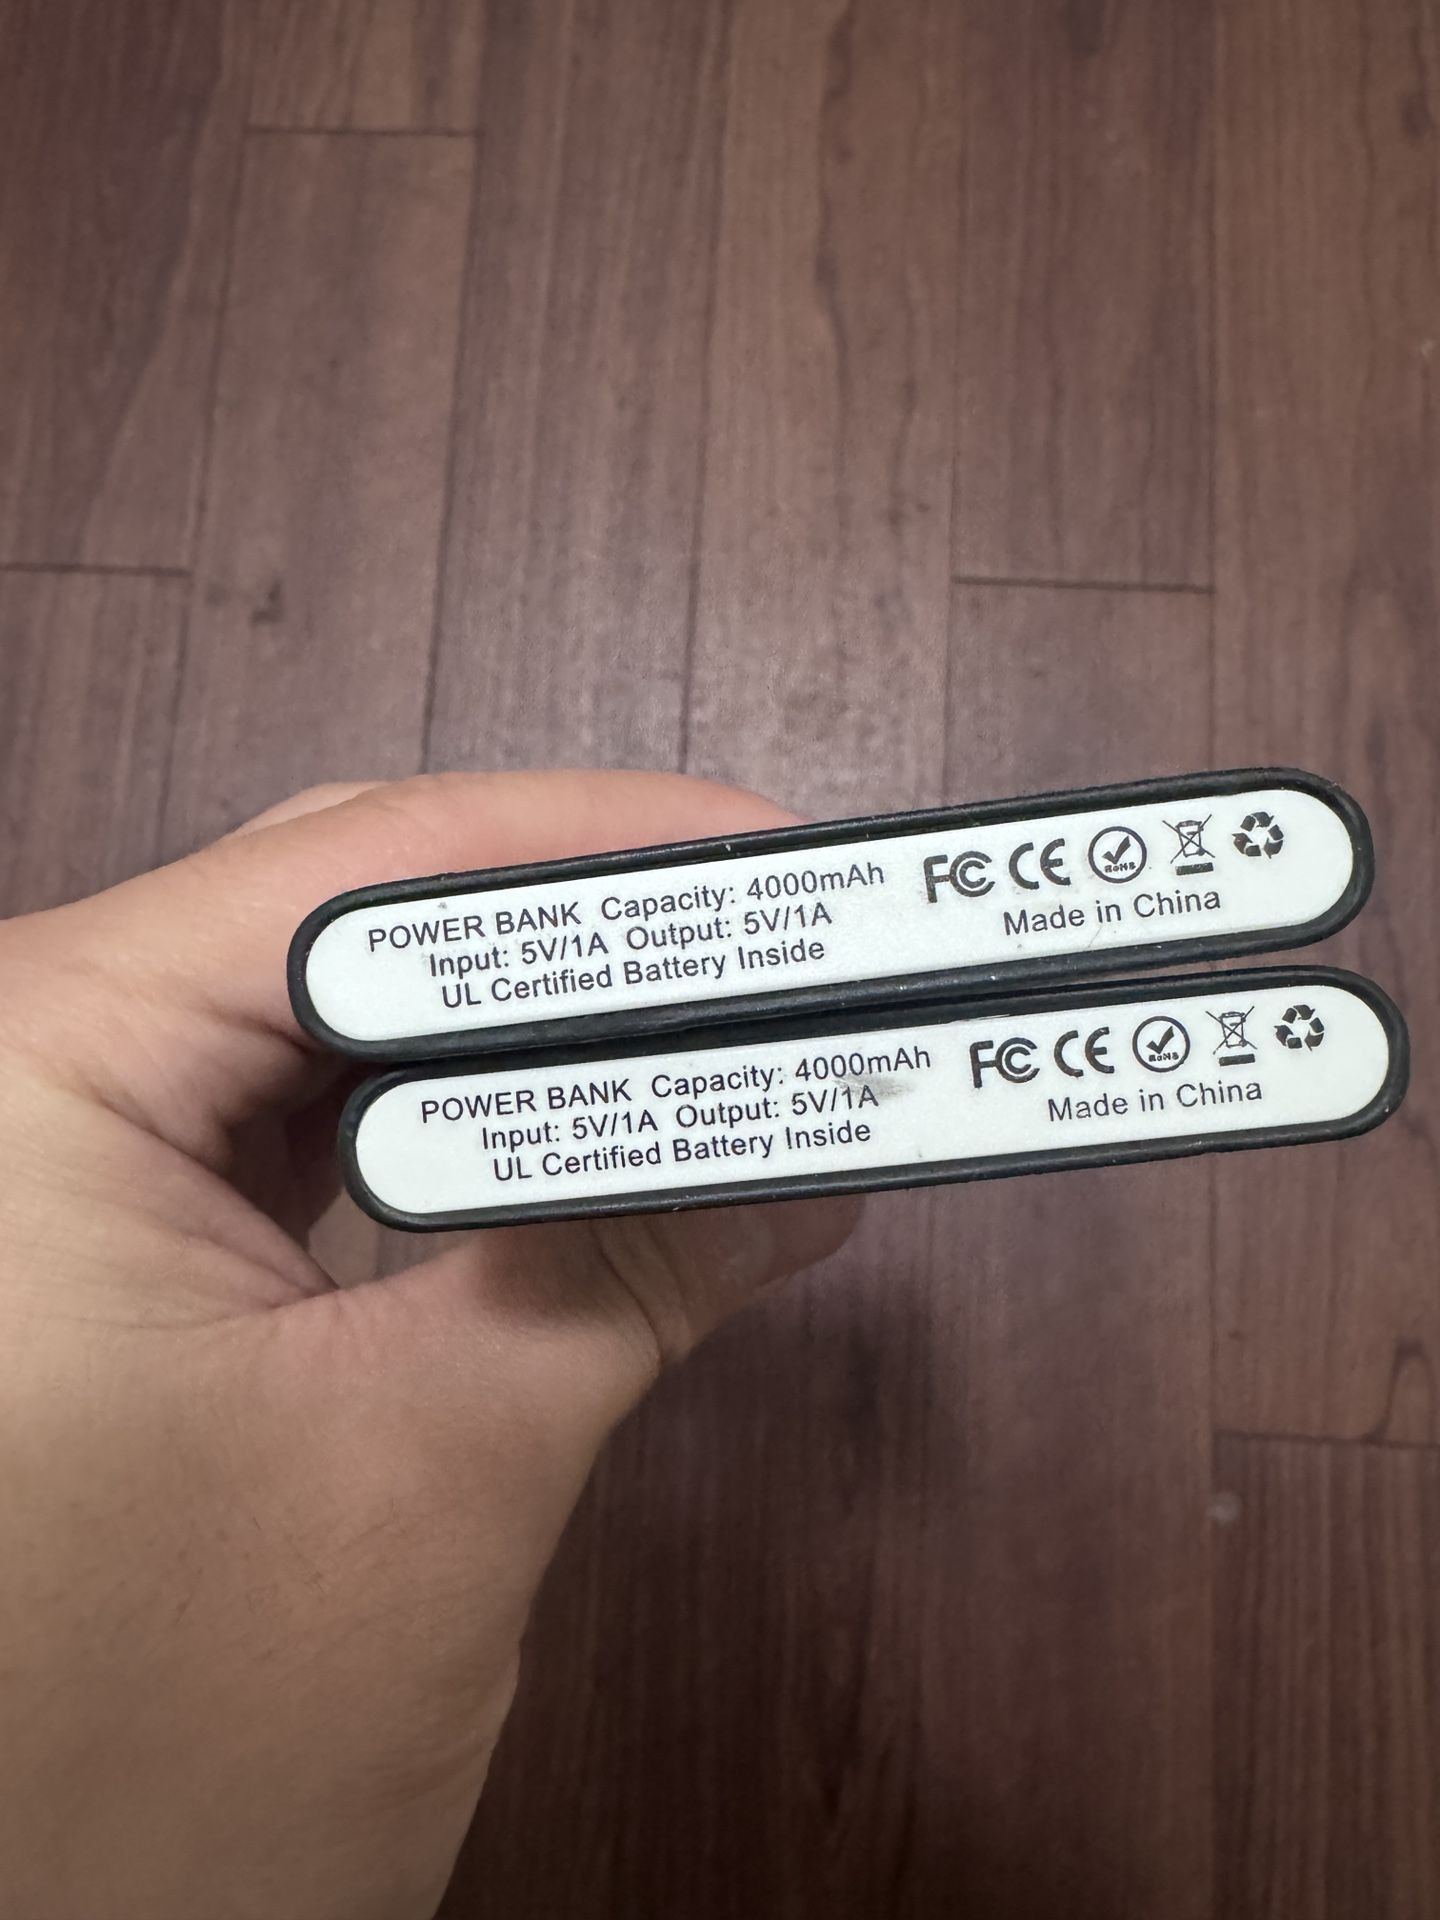 POWER BANK Capacity: 4000mAh
Input: 5V/1A Output: 5V/1A
UL Certified Battery Inside
FC CE RoHS
Made in China
POWER BANK Capacity: 4000mAh
Input: 5V/1A Output: 5V/1A
UL Certified Battery Inside
FC CE RoHS
Made in China